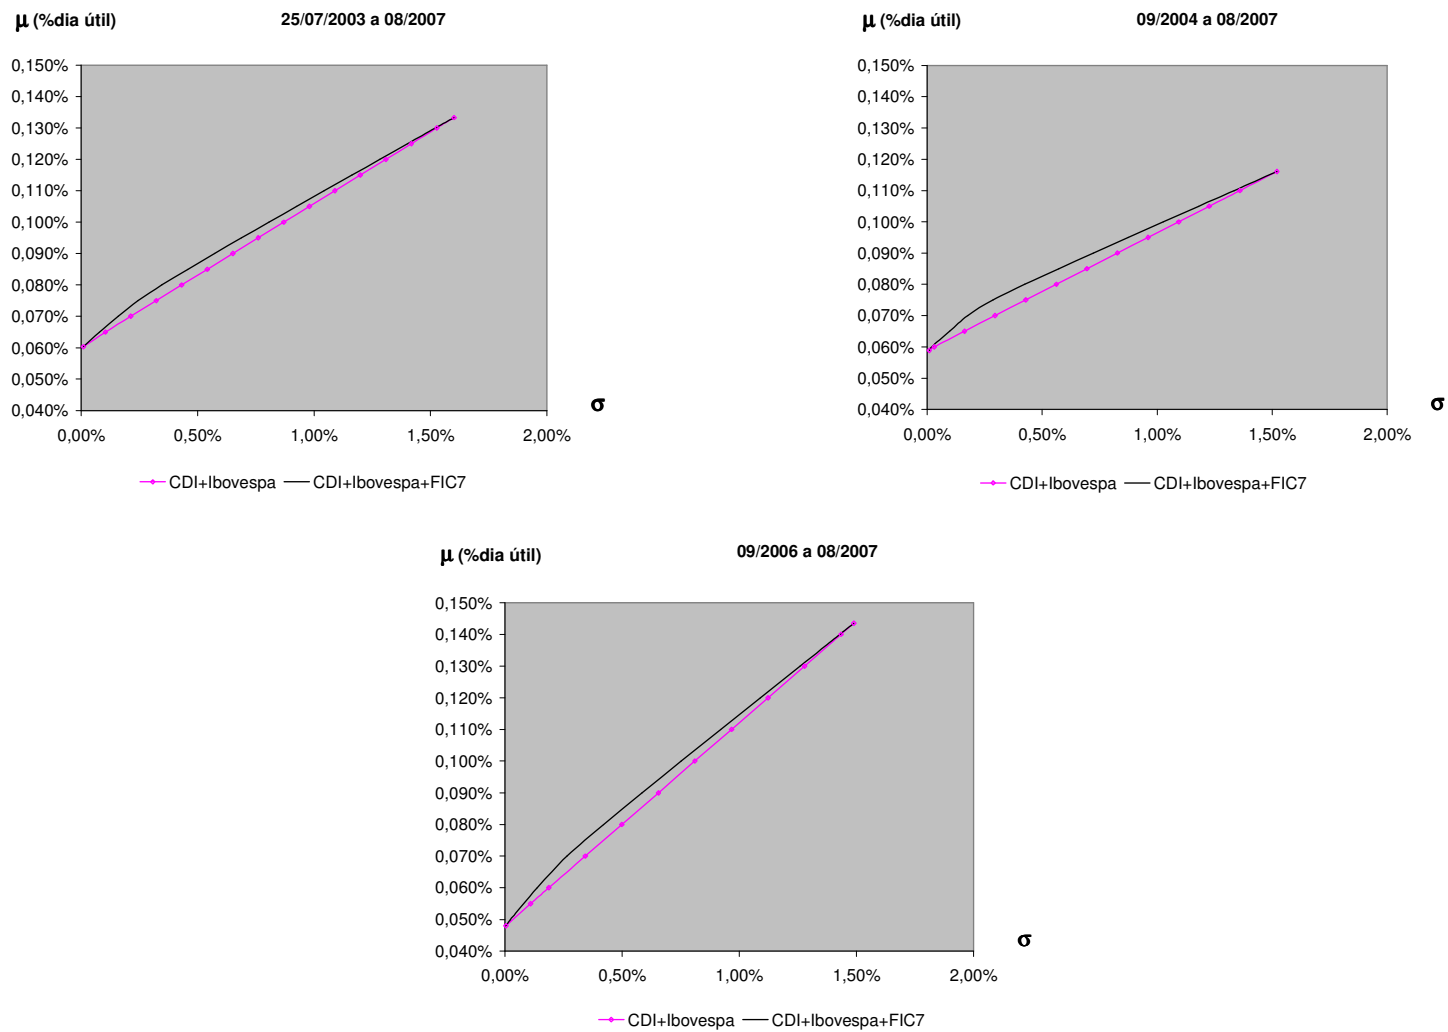 μ (%dia útil)
25/07/2003 a 08/2007
0,150%
0,140%
0,130%
0,120%
0,110%
0,100%
0,090%
0,080%
0,070%
0,060%
0,050%
0,040%
σ
0,00% 0,50% 1,00% 1,50% 2,00%
CDI+Ibovespa CDI+Ibovespa+FIC7
μ (%dia útil)
09/2004 a 08/2007
0,150%
0,140%
0,130%
0,120%
0,110%
0,100%
0,090%
0,080%
0,070%
0,060%
0,050%
0,040%
σ
0,00% 0,50% 1,00% 1,50% 2,00%
CDI+Ibovespa CDI+Ibovespa+FIC7
μ (%dia útil)
09/2006 a 08/2007
0,150%
0,140%
0,130%
0,120%
0,110%
0,100%
0,090%
0,080%
0,070%
0,060%
0,050%
0,040%
σ
0,00% 0,50% 1,00% 1,50% 2,00%
CDI+Ibovespa CDI+Ibovespa+FIC7